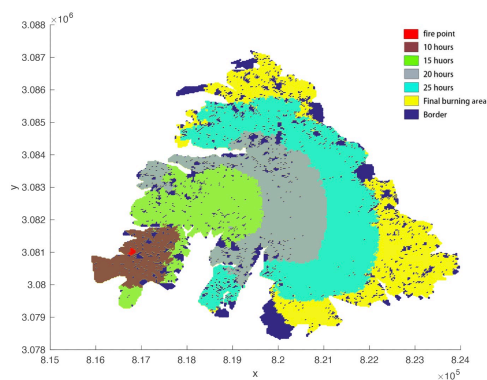 ×10⁶
3.088
3.087
3.086
3.085
3.084
3.083
3.082
3.081
3.08
3.079
3.078
y
fire point
10 hours
15 huors
20 hours
25 hours
Final burning area
Border
8.15 8.16 8.17 8.18 8.19 8.2 8.21 8.22 8.23 8.24
x
×10⁵